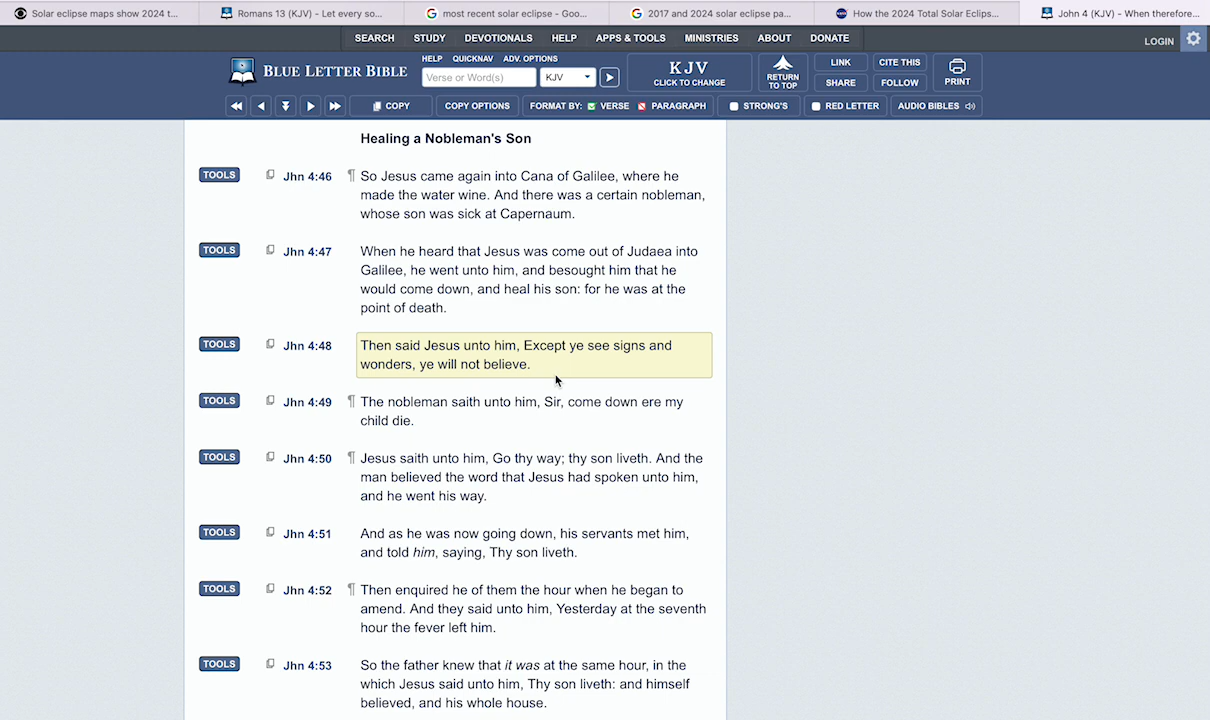 Solar eclipse maps show 2024 t...
Romans 13 (KJV) - Let every so...
most recent solar eclipse - Goo...
2017 and 2024 solar eclipse pa...
How the 2024 Total Solar Eclips...
John 4 (KJV) - When therefore...
SEARCH STUDY DEVOTIONALS HELP APPS & TOOLS MINISTRIES ABOUT DONATE LOGIN
BLUE LETTER BIBLE
HELP QUICKNAV ADV. OPTIONS
Verse or Word(s) KJV
KJV
CLICK TO CHANGE
RETURN
TO TOP
LINK CITE THIS
SHARE FOLLOW
PRINT
COPY COPY OPTIONS FORMAT BY: VERSE PARAGRAPH STRONG'S RED LETTER AUDIO BIBLES
Healing a Nobleman's Son
TOOLS Jhn 4:46 ¶ So Jesus came again into Cana of Galilee, where he
made the water wine. And there was a certain nobleman,
whose son was sick at Capernaum.
TOOLS Jhn 4:47 When he heard that Jesus was come out of Judaea into
Galilee, he went unto him, and besought him that he
would come down, and heal his son: for he was at the
point of death.
TOOLS Jhn 4:48 Then said Jesus unto him, Except ye see signs and
wonders, ye will not believe.
TOOLS Jhn 4:49 ¶ The nobleman saith unto him, Sir, come down ere my
child die.
TOOLS Jhn 4:50 ¶ Jesus saith unto him, Go thy way; thy son liveth. And the
man believed the word that Jesus had spoken unto him,
and he went his way.
TOOLS Jhn 4:51 And as he was now going down, his servants met him,
and told him, saying, Thy son liveth.
TOOLS Jhn 4:52 ¶ Then enquired he of them the hour when he began to
amend. And they said unto him, Yesterday at the seventh
hour the fever left him.
TOOLS Jhn 4:53 So the father knew that it was at the same hour, in the
which Jesus said unto him, Thy son liveth: and himself
believed, and his whole house.